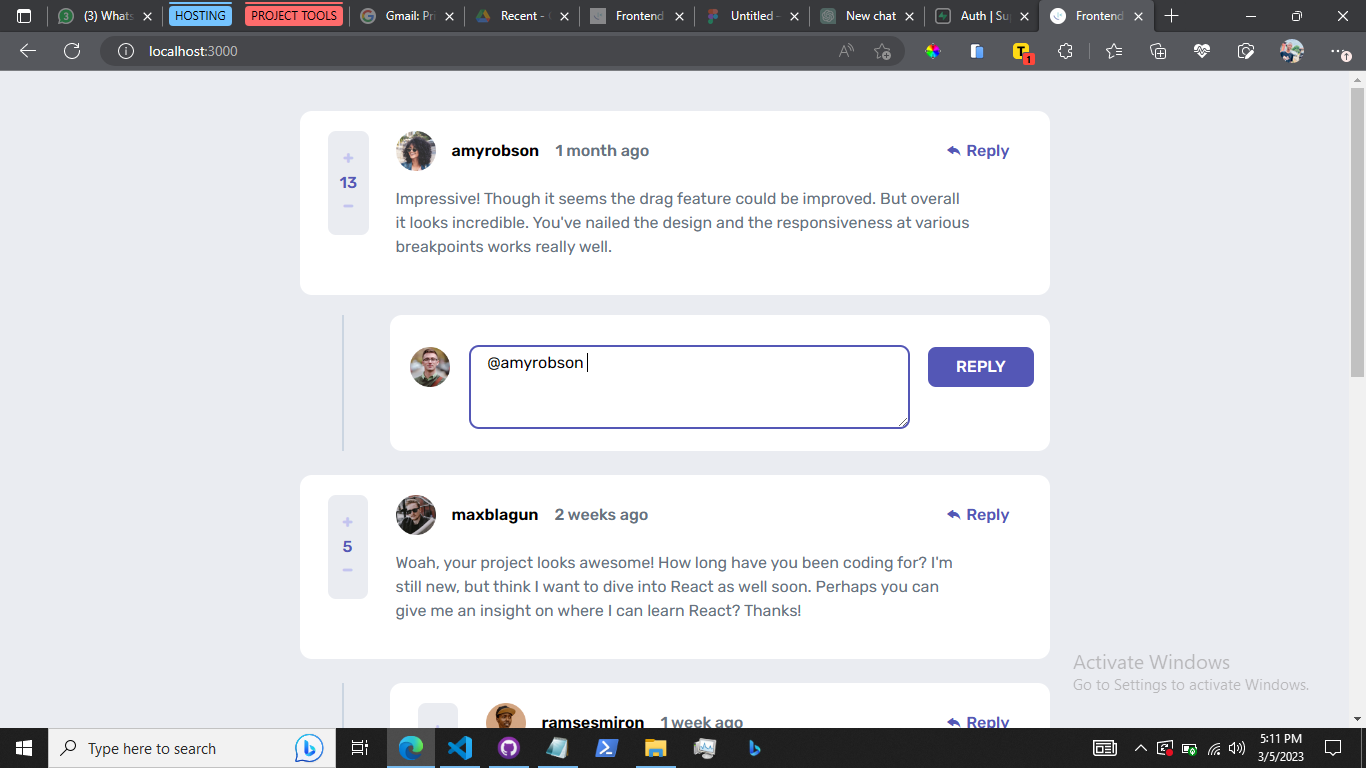 (3) Whats
HOSTING
PROJECT TOOLS
Gmail: Pri
Recent -
Frontend
Untitled -
New chat
Auth | Su
Frontend
localhost:3000
T
1
+
13
−
amyrobson 1 month ago
Reply
Impressive! Though it seems the drag feature could be improved. But overall
it looks incredible. You've nailed the design and the responsiveness at various
breakpoints works really well.
@amyrobson
REPLY
+
5
−
maxblagun 2 weeks ago
Reply
Woah, your project looks awesome! How long have you been coding for? I'm
still new, but think I want to dive into React as well soon. Perhaps you can
give me an insight on where I can learn React? Thanks!
Activate Windows
Go to Settings to activate Windows.
ramsesmiron 1 week ago
Reply
Type here to search
5:11 PM
3/5/2023